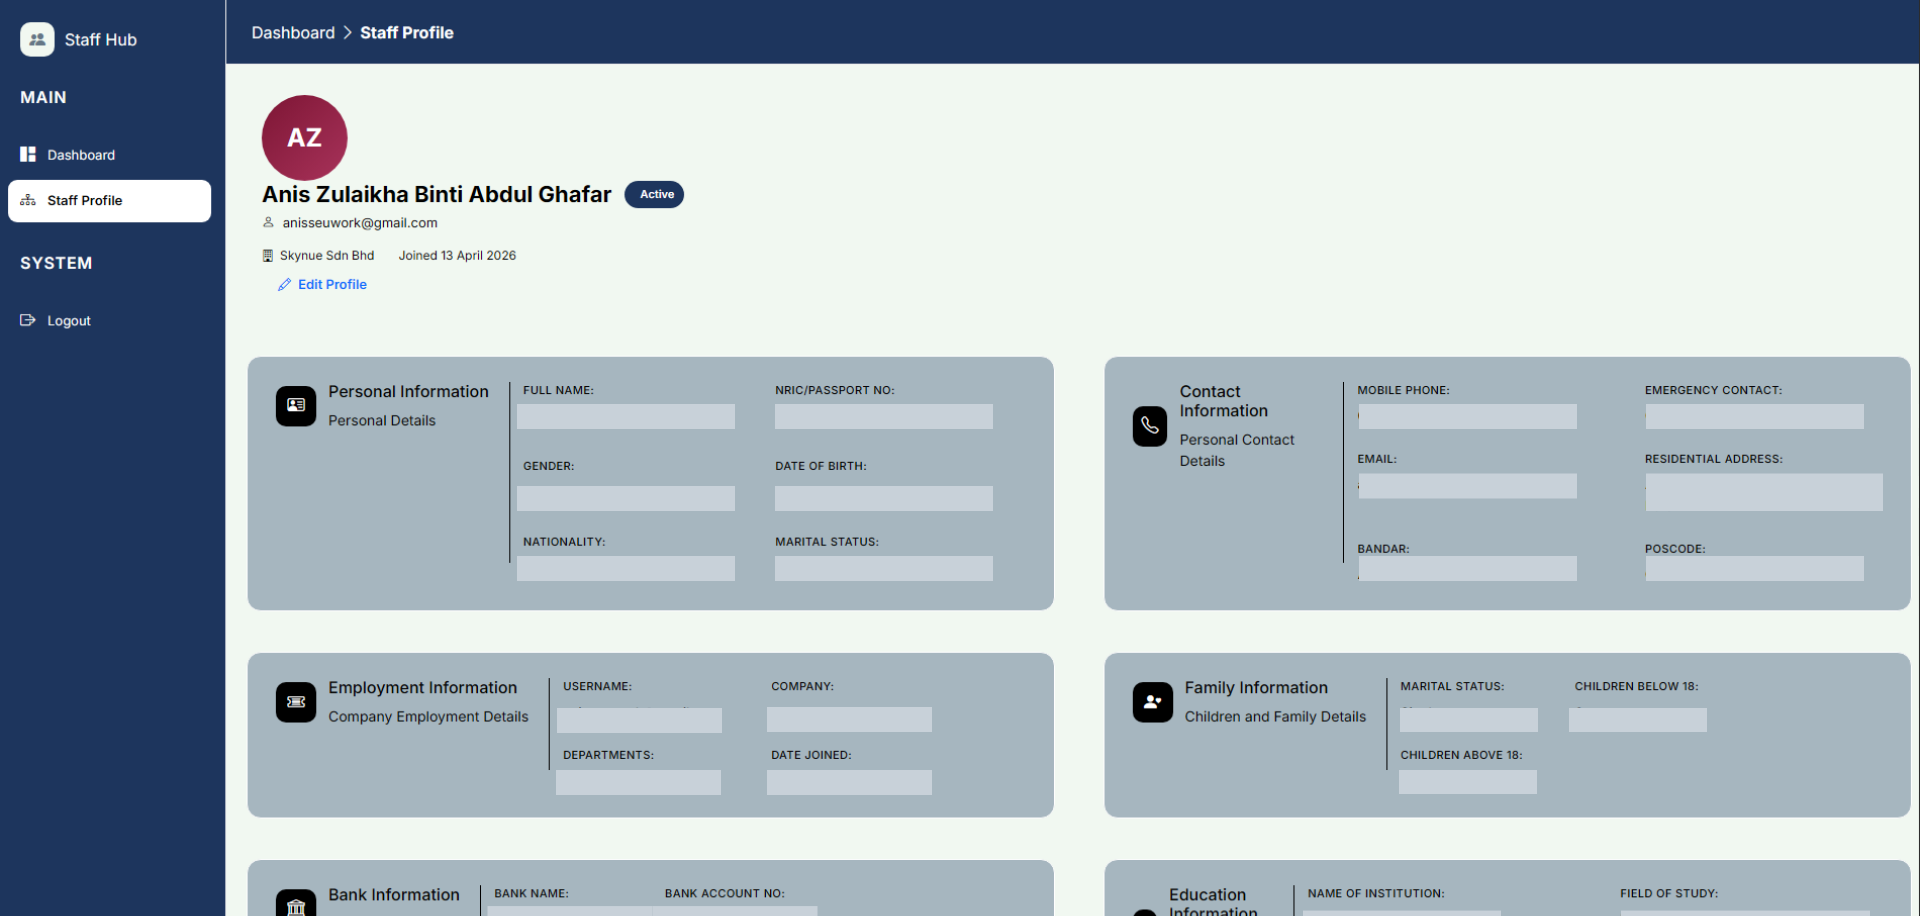 Staff Hub
MAIN
Dashboard
Staff Profile
SYSTEM
Logout
Dashboard > Staff Profile
AZ
Anis Zulaikha Binti Abdul Ghafar Active
anisseuwork@gmail.com
Skynue Sdn Bhd Joined 13 April 2026
Edit Profile
Personal Information
Personal Details
FULL NAME: NRIC/PASSPORT NO:
GENDER: DATE OF BIRTH:
NATIONALITY: MARITAL STATUS:
Contact
Information
Personal Contact
Details
MOBILE PHONE: EMERGENCY CONTACT:
EMAIL: RESIDENTIAL ADDRESS:
BANDAR: POSCODE:
Employment Information
Company Employment Details
USERNAME: COMPANY:
DEPARTMENTS: DATE JOINED:
Family Information
Children and Family Details
MARITAL STATUS: CHILDREN BELOW 18:
CHILDREN ABOVE 18:
Bank Information
BANK NAME: BANK ACCOUNT NO:
Education
Information
NAME OF INSTITUTION: FIELD OF STUDY: